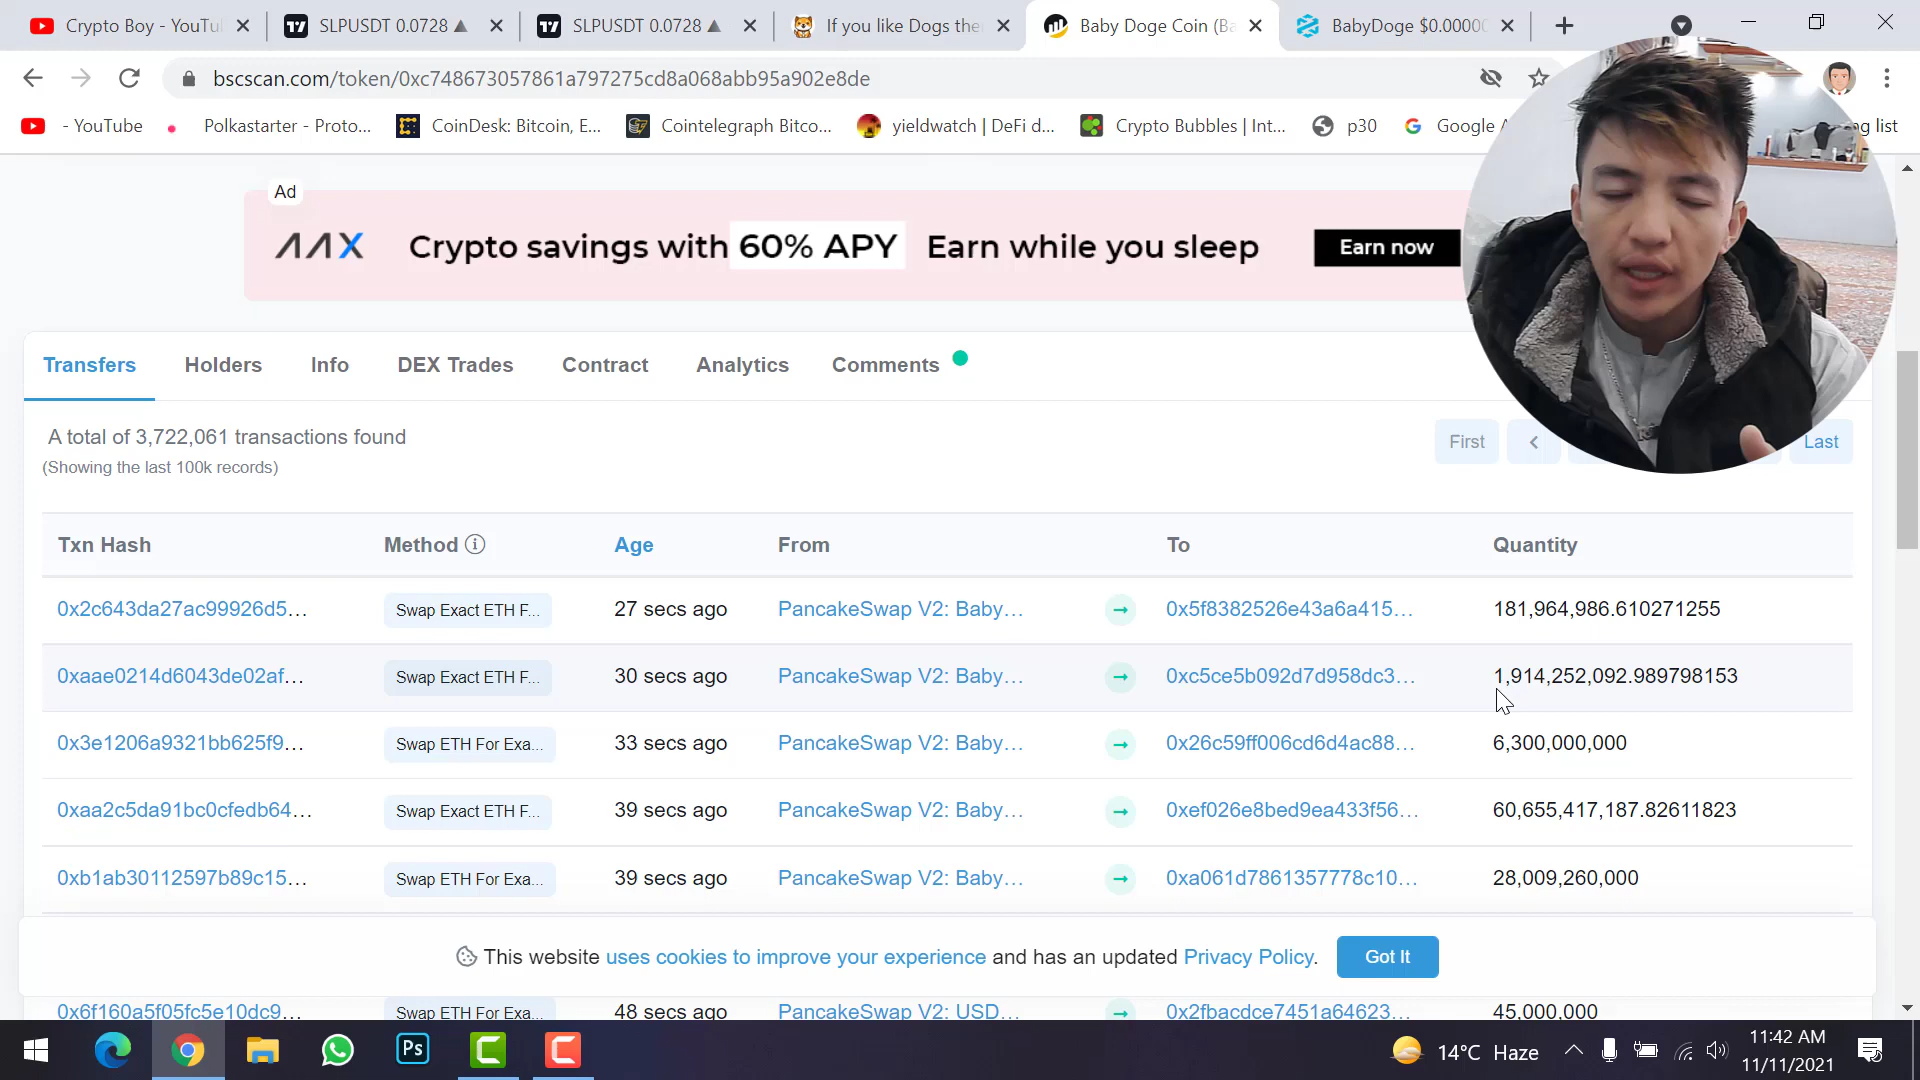 Crypto Boy - YouTu
SLPUSDT 0.0728 ▲
SLPUSDT 0.0728 ▲
If you like Dogs the
Baby Doge Coin (Ba
BabyDoge $0.0000
bscscan.com/token/0xc748673057861a797275cd8a068abb95a902e8de
- YouTube
Polkastarter - Proto...
CoinDesk: Bitcoin, E...
Cointelegraph Bitco...
yieldwatch | DeFi d...
Crypto Bubbles | Int...
p30
Google
ng list
Ad
AAX
Crypto savings with 60% APY Earn while you sleep
Earn now
Transfers Holders Info DEX Trades Contract Analytics Comments
A total of 3,722,061 transactions found
(Showing the last 100k records)
First < Last
Txn Hash Method Age From To Quantity
0x2c643da27ac99926d5... Swap Exact ETH F... 27 secs ago PancakeSwap V2: Baby... 0x5f8382526e43a6a415... 181,964,986.610271255
0xaae0214d6043de02af... Swap Exact ETH F... 30 secs ago PancakeSwap V2: Baby... 0xc5ce5b092d7d958dc3... 1,914,252,092.989798153
0x3e1206a9321bb625f9... Swap ETH For Exa... 33 secs ago PancakeSwap V2: Baby... 0x26c59ff006cd6d4ac88... 6,300,000,000
0xaa2c5da91bc0cfedb64... Swap Exact ETH F... 39 secs ago PancakeSwap V2: Baby... 0xef026e8bed9ea433f56... 60,655,417,187.82611823
0xb1ab30112597b89c15... Swap ETH For Exa... 39 secs ago PancakeSwap V2: Baby... 0xa061d7861357778c10... 28,009,260,000
This website uses cookies to improve your experience and has an updated Privacy Policy. Got It
0x6f160a5f05fc5e10dc9... Swap ETH For Exa... 48 secs ago PancakeSwap V2: USD... 0x2fbacdce7451a64623... 45,000,000
Ps
14°C Haze
11:42 AM
11/11/2021